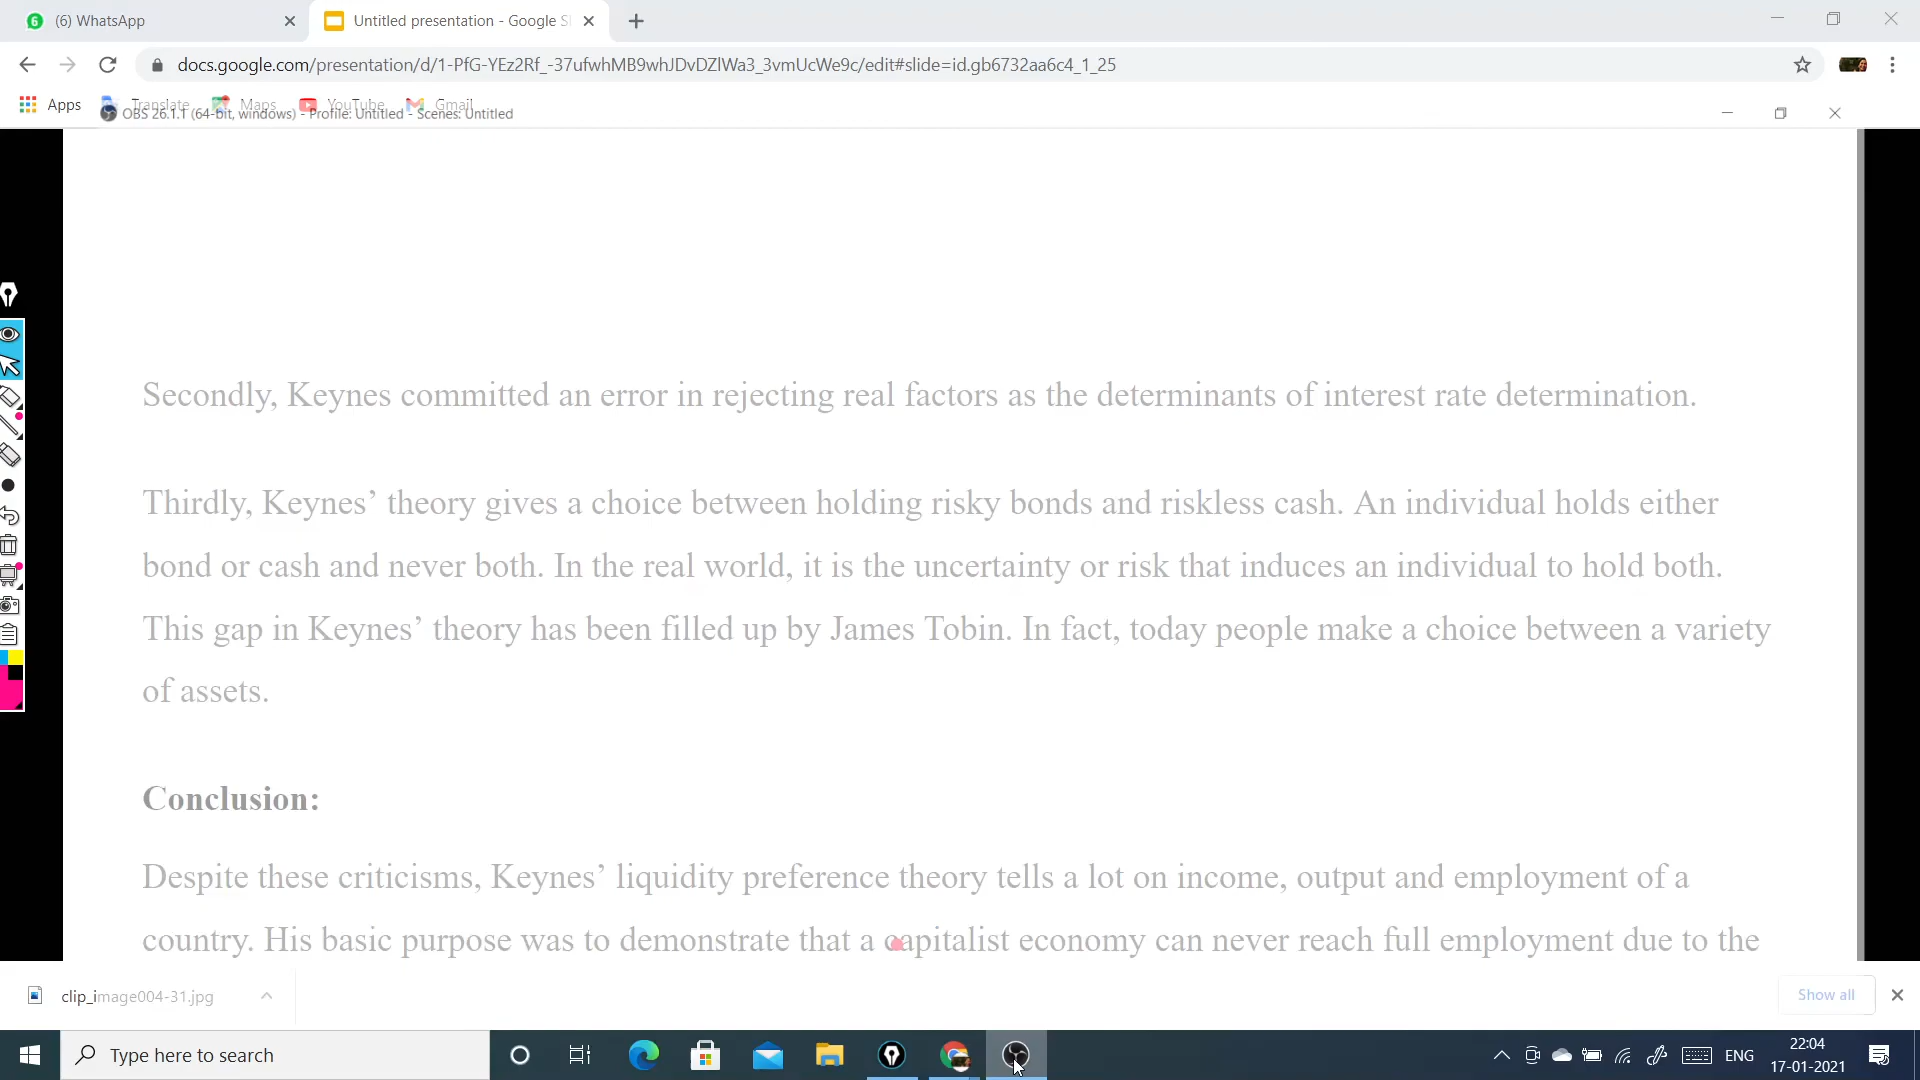 (6) WhatsApp
Untitled presentation - Google Sl
docs.google.com/presentation/d/1-PfG-YEz2Rf_-37ufwhMB9whJDvDZlWa3_3vmUcWe9c/edit#slide=id.gb6732aa6c4_1_25
Apps Translate Maps YouTube Gmail
OBS 26.1.1 (64-bit, windows) - Profile: Untitled - Scenes: Untitled
Secondly, Keynes committed an error in rejecting real factors as the determinants of interest rate determination.
Thirdly, Keynes’ theory gives a choice between holding risky bonds and riskless cash. An individual holds either
bond or cash and never both. In the real world, it is the uncertainty or risk that induces an individual to hold both.
This gap in Keynes’ theory has been filled up by James Tobin. In fact, today people make a choice between a variety
of assets.
Conclusion:
Despite these criticisms, Keynes’ liquidity preference theory tells a lot on income, output and employment of a
country. His basic purpose was to demonstrate that a capitalist economy can never reach full employment due to the
clip_image004-31.jpg
Show all
Type here to search
ENG
22:04
17-01-2021